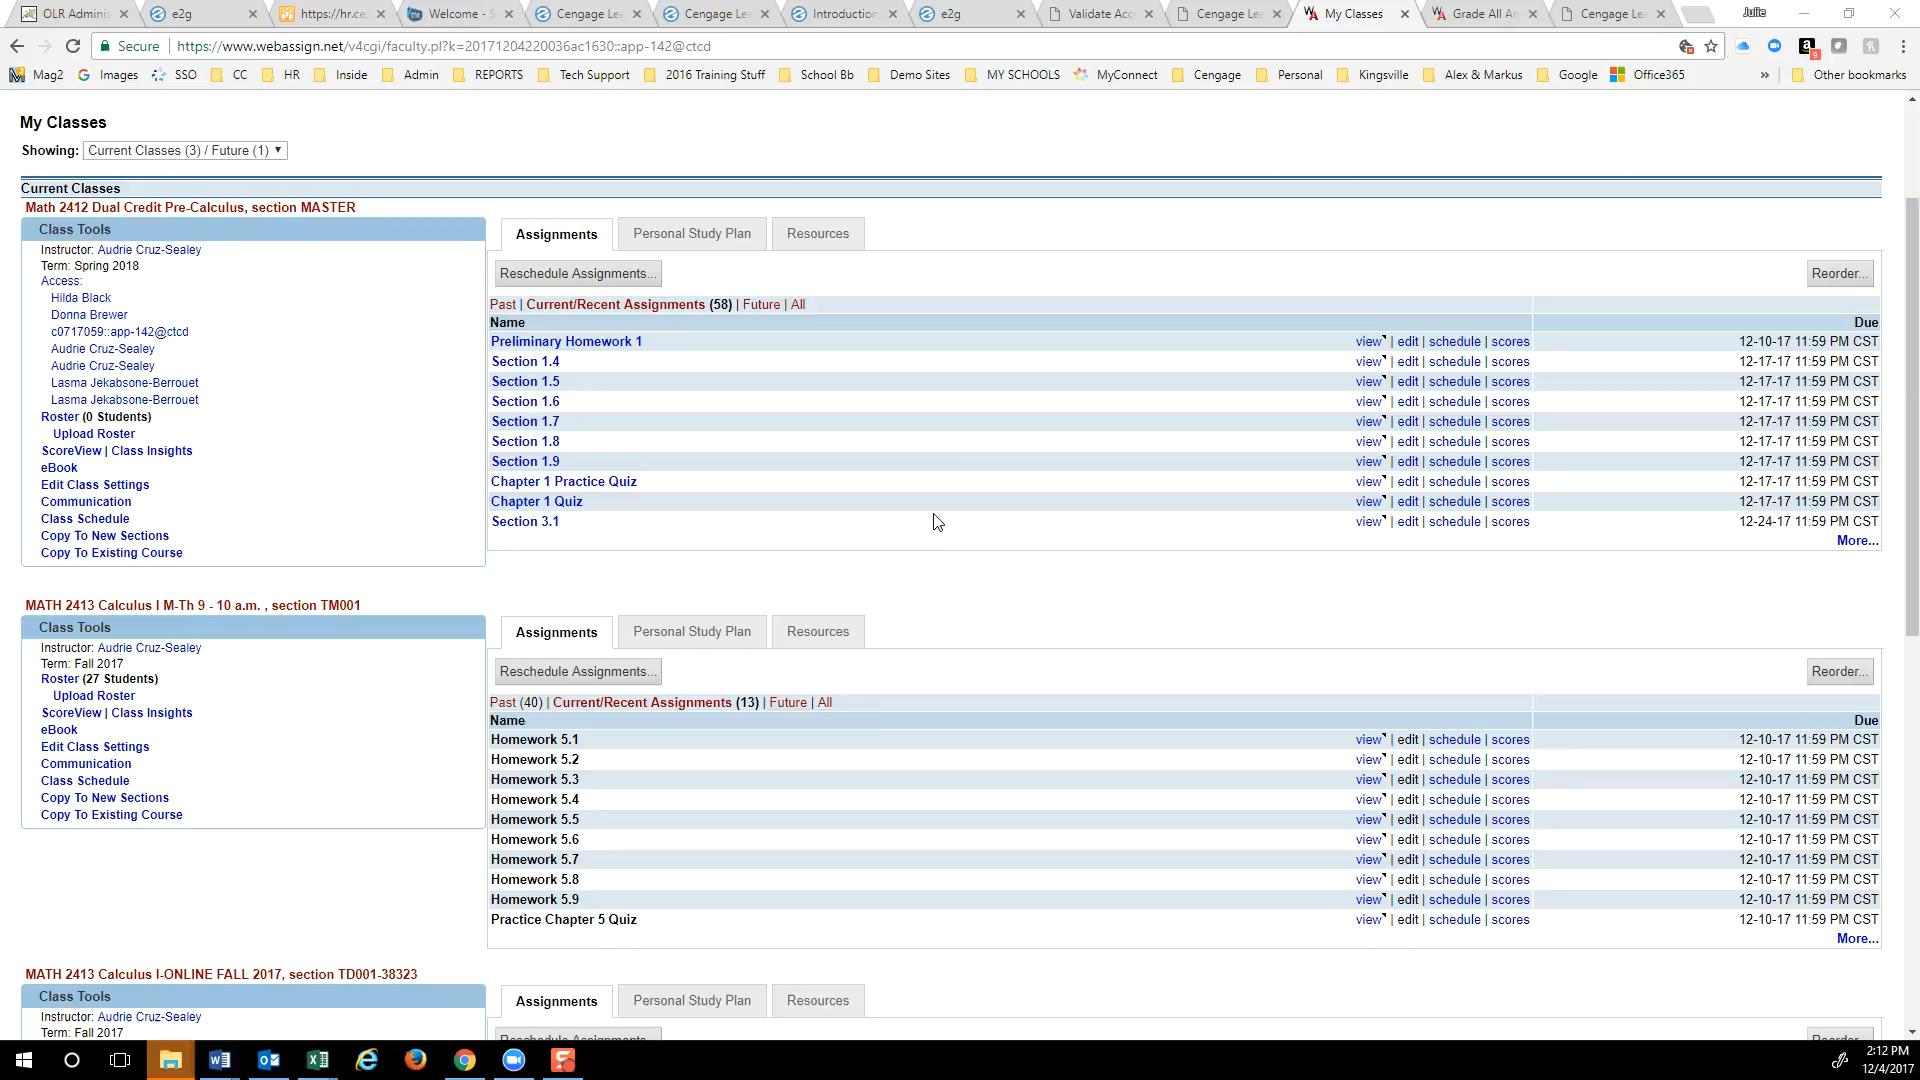 OLR Adminis
e2g
https://hr.ce
Welcome - S
Cengage Lea
Cengage Lea
Introduction
e2g
Validate Acc
Cengage Lea
My Classes
Grade All An
Cengage Lea
Julie
Secure
https://www.webassign.net/v4cgi/faculty.pl?k=20171204220036ac1630::app-142@ctcd
9
Mag2
Images
SSO
CC
HR
Inside
Admin
REPORTS
Tech Support
2016 Training Stuff
School Bb
Demo Sites
MY SCHOOLS
MyConnect
Cengage
Personal
Kingsville
Alex & Markus
Google
Office365
»
Other bookmarks
My Classes
Showing: Current Classes (3) / Future (1)
Current Classes
Math 2412 Dual Credit Pre-Calculus, section MASTER
Class Tools
Instructor: Audrie Cruz-Sealey
Term: Spring 2018
Access:
Hilda Black
Donna Brewer
c0717059::app-142@ctcd
Audrie Cruz-Sealey
Audrie Cruz-Sealey
Lasma Jekabsone-Berrouet
Lasma Jekabsone-Berrouet
Roster (0 Students)
Upload Roster
ScoreView | Class Insights
eBook
Edit Class Settings
Communication
Class Schedule
Copy To New Sections
Copy To Existing Course
Assignments
Personal Study Plan
Resources
Reschedule Assignments...
Reorder...
Past | Current/Recent Assignments (58) | Future | All
Name Due
Preliminary Homework 1 view | edit | schedule | scores 12-10-17 11:59 PM CST
Section 1.4 view | edit | schedule | scores 12-17-17 11:59 PM CST
Section 1.5 view | edit | schedule | scores 12-17-17 11:59 PM CST
Section 1.6 view | edit | schedule | scores 12-17-17 11:59 PM CST
Section 1.7 view | edit | schedule | scores 12-17-17 11:59 PM CST
Section 1.8 view | edit | schedule | scores 12-17-17 11:59 PM CST
Section 1.9 view | edit | schedule | scores 12-17-17 11:59 PM CST
Chapter 1 Practice Quiz view | edit | schedule | scores 12-17-17 11:59 PM CST
Chapter 1 Quiz view | edit | schedule | scores 12-17-17 11:59 PM CST
Section 3.1 view | edit | schedule | scores 12-24-17 11:59 PM CST
More...
MATH 2413 Calculus I M-Th 9 - 10 a.m. , section TM001
Class Tools
Instructor: Audrie Cruz-Sealey
Term: Fall 2017
Roster (27 Students)
Upload Roster
ScoreView | Class Insights
eBook
Edit Class Settings
Communication
Class Schedule
Copy To New Sections
Copy To Existing Course
Assignments
Personal Study Plan
Resources
Reschedule Assignments...
Reorder...
Past (40) | Current/Recent Assignments (13) | Future | All
Name Due
Homework 5.1 view | edit | schedule | scores 12-10-17 11:59 PM CST
Homework 5.2 view | edit | schedule | scores 12-10-17 11:59 PM CST
Homework 5.3 view | edit | schedule | scores 12-10-17 11:59 PM CST
Homework 5.4 view | edit | schedule | scores 12-10-17 11:59 PM CST
Homework 5.5 view | edit | schedule | scores 12-10-17 11:59 PM CST
Homework 5.6 view | edit | schedule | scores 12-10-17 11:59 PM CST
Homework 5.7 view | edit | schedule | scores 12-10-17 11:59 PM CST
Homework 5.8 view | edit | schedule | scores 12-10-17 11:59 PM CST
Homework 5.9 view | edit | schedule | scores 12-10-17 11:59 PM CST
Practice Chapter 5 Quiz view | edit | schedule | scores 12-10-17 11:59 PM CST
More...
MATH 2413 Calculus I-ONLINE FALL 2017, section TD001-38323
Class Tools
Instructor: Audrie Cruz-Sealey
Term: Fall 2017
Assignments
Personal Study Plan
Resources
Reschedule Assignments...
Reorder...
2:12 PM
12/4/2017